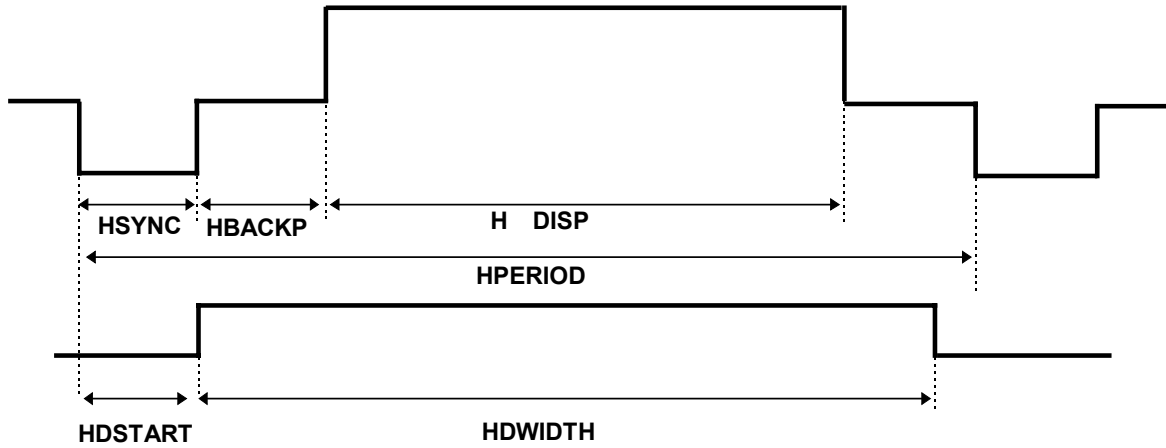 HSYNC
HBACKP
H DISP
HPERIOD
HDSTART
HDWIDTH